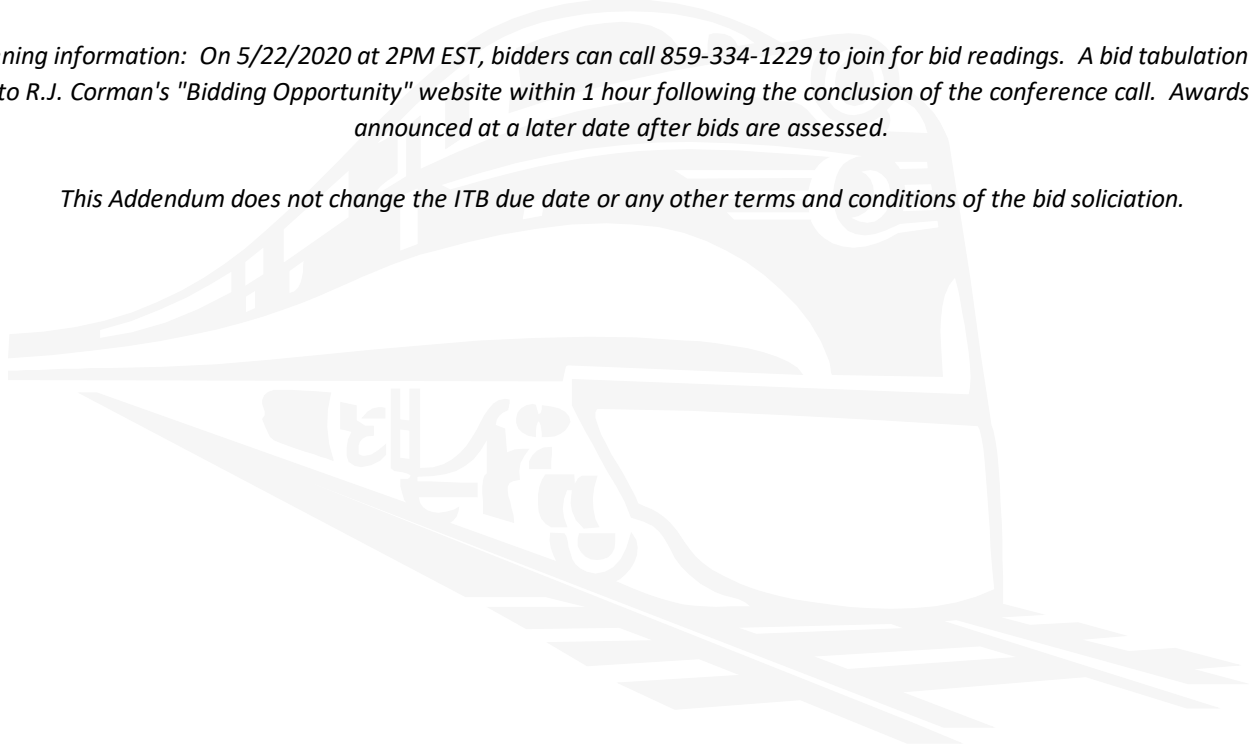 ning information: On 5/22/2020 at 2PM EST, bidders can call 859-334-1229 to join for bid readings. A bid tabulation
to R.J. Corman's "Bidding Opportunity" website within 1 hour following the conclusion of the conference call. Awards
announced at a later date after bids are assessed.
This Addendum does not change the ITB due date or any other terms and conditions of the bid soliciation.